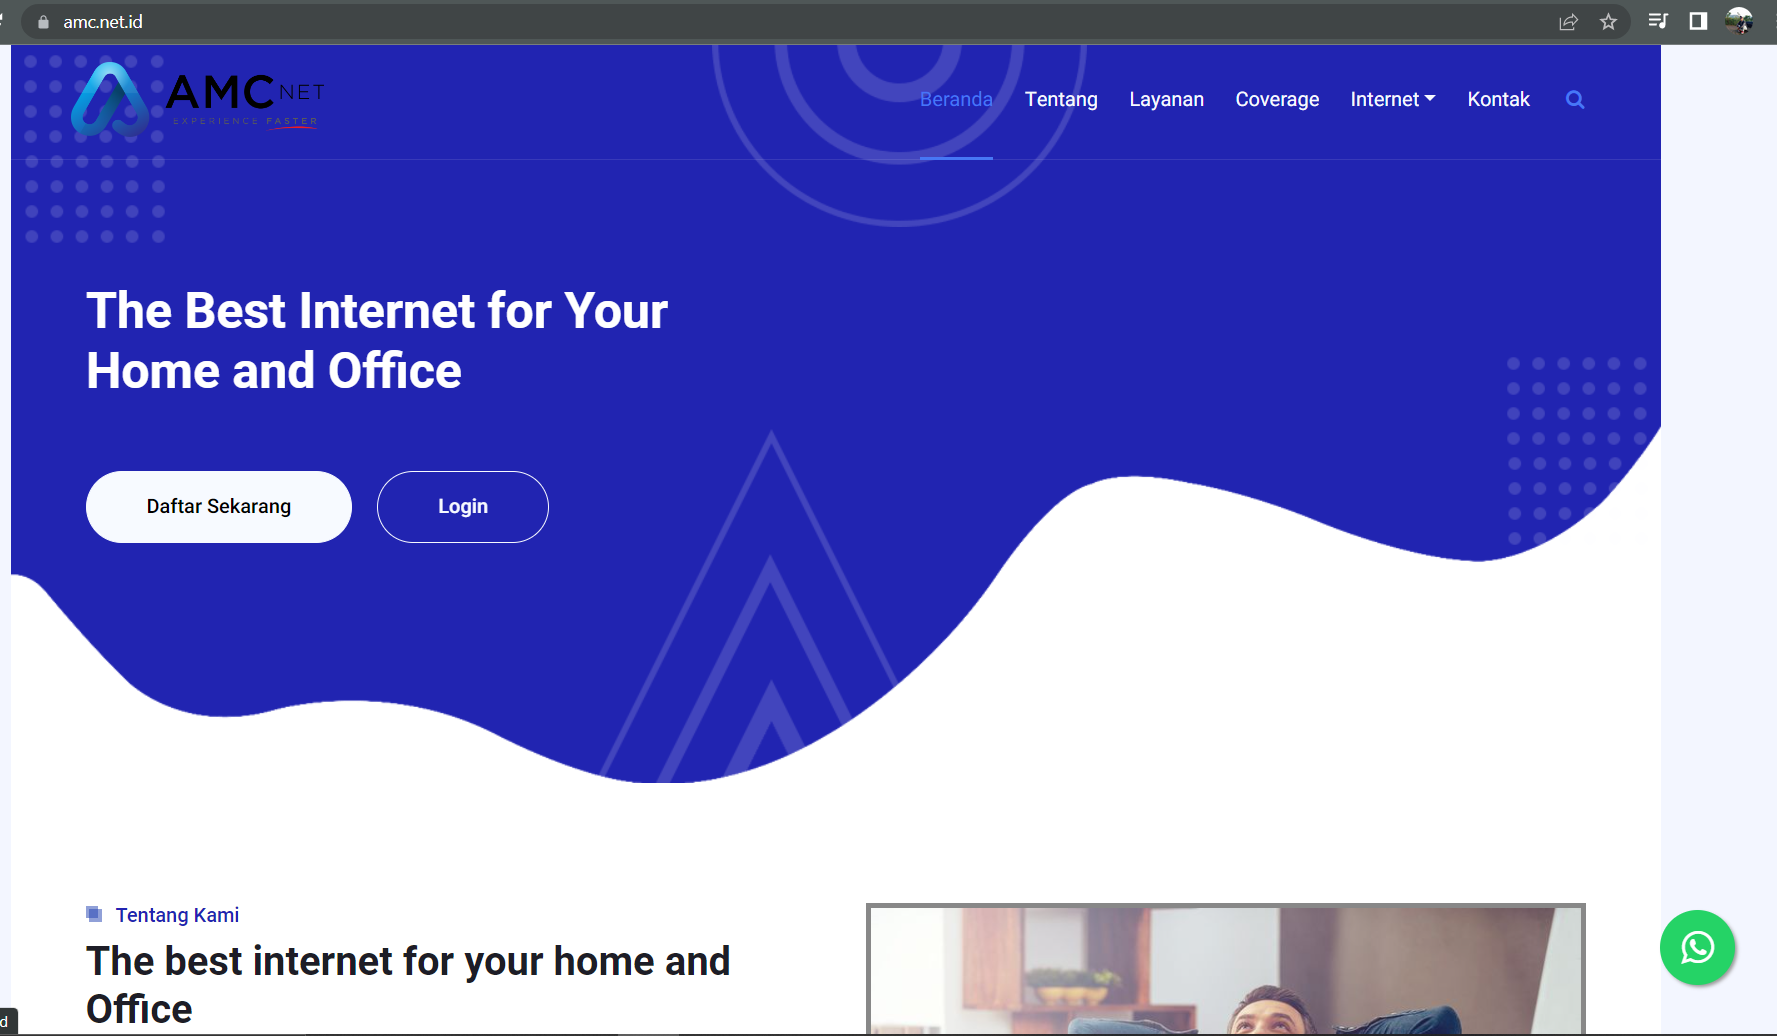 amc.net.id
AMC NET
EXPERIENCE FASTER
Beranda
Tentang
Layanan
Coverage
Internet
Kontak
The Best Internet for Your
Home and Office
Daftar Sekarang
Login
Tentang Kami
The best internet for your home and
Office
d